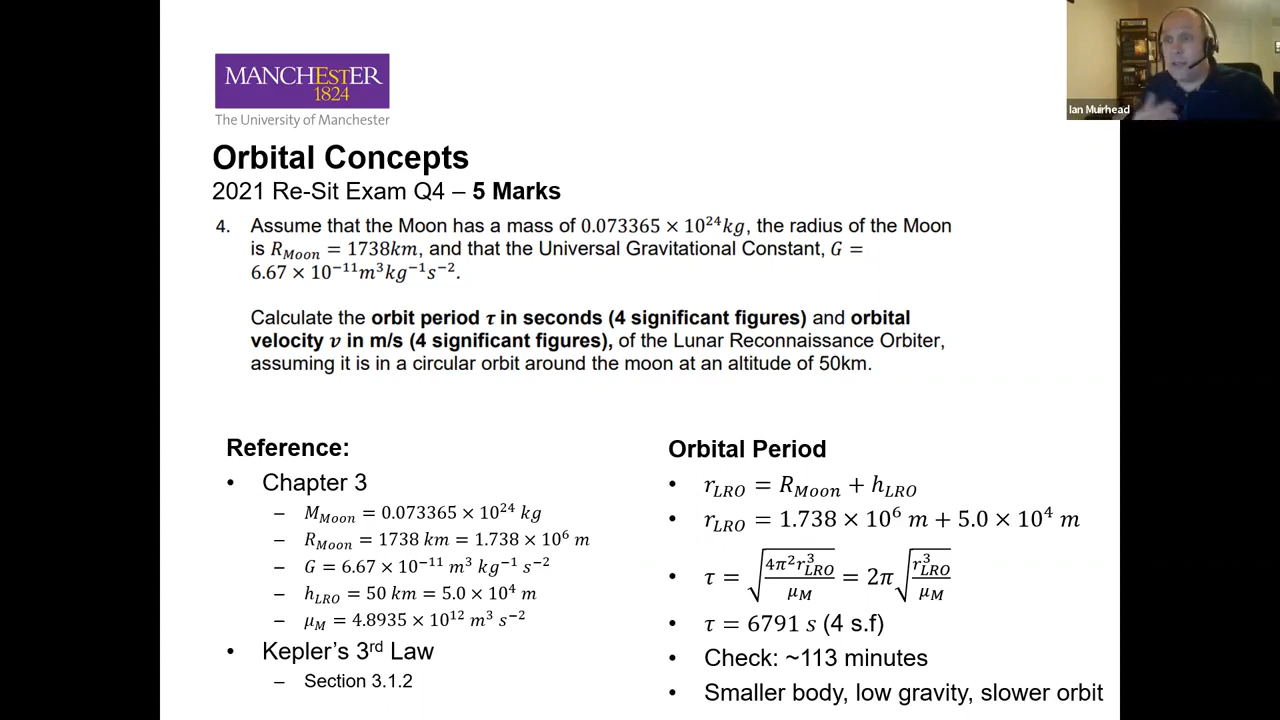 MANCHESTER
1824
The University of Manchester
Ian Muirhead
Orbital Concepts
2021 Re-Sit Exam Q4 – 5 Marks
4. Assume that the Moon has a mass of 0.073365 × 10²⁴kg, the radius of the Moon
is R_Moon = 1738km, and that the Universal Gravitational Constant, G =
6.67 × 10⁻¹¹m³kg⁻¹s⁻².
Calculate the orbit period τ in seconds (4 significant figures) and orbital
velocity v in m/s (4 significant figures), of the Lunar Reconnaissance Orbiter,
assuming it is in a circular orbit around the moon at an altitude of 50km.
Reference:
• Chapter 3
– M_Moon = 0.073365 × 10²⁴ kg
– R_Moon = 1738 km = 1.738 × 10⁶ m
– G = 6.67 × 10⁻¹¹ m³ kg⁻¹ s⁻²
– h_LRO = 50 km = 5.0 × 10⁴ m
– μ_M = 4.8935 × 10¹² m³ s⁻²
• Kepler's 3rd Law
– Section 3.1.2
Orbital Period
• r_LRO = R_Moon + h_LRO
• r_LRO = 1.738 × 10⁶ m + 5.0 × 10⁴ m
• τ = √(4π²r³_LRO / μ_M) = 2π√(r³_LRO / μ_M)
• τ = 6791 s (4 s.f)
• Check: ~113 minutes
• Smaller body, low gravity, slower orbit